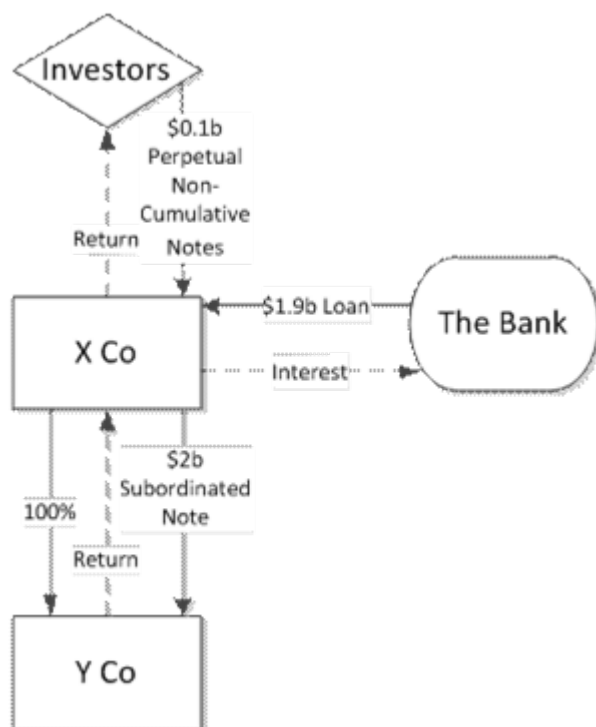 Investors
$0.1b
Perpetual
Non-
Cumulative
Notes
Return
$1.9b Loan
The Bank
X Co
Interest
$2b
Subordinated
Note
100%
Return
Y Co